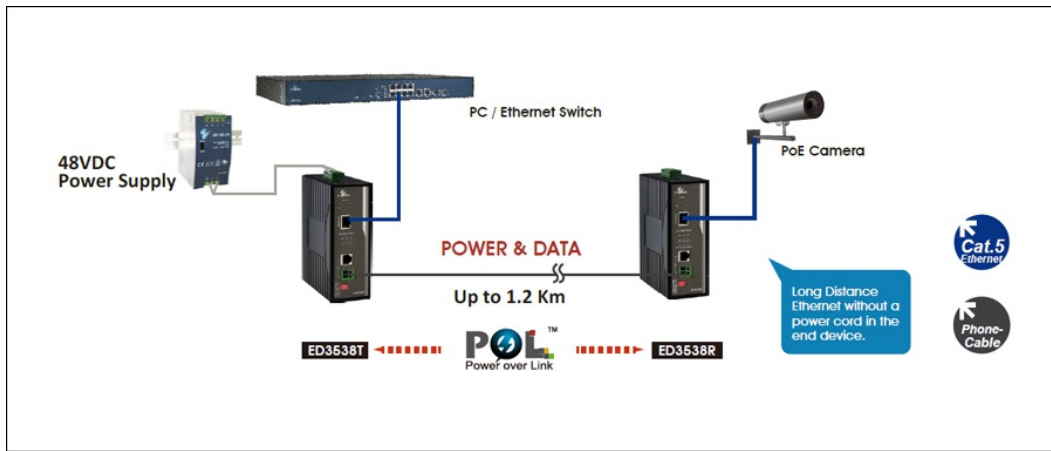 PC / Ethernet Switch
48VDC
Power Supply
PoE Camera
POWER & DATA
Up to 1.2 Km
ED3538T
POL™
Power over Link
ED3538R
Long Distance
Ethernet without a
power cord in the
end device.
Cat.5
Ethernet
Phone-
Cable